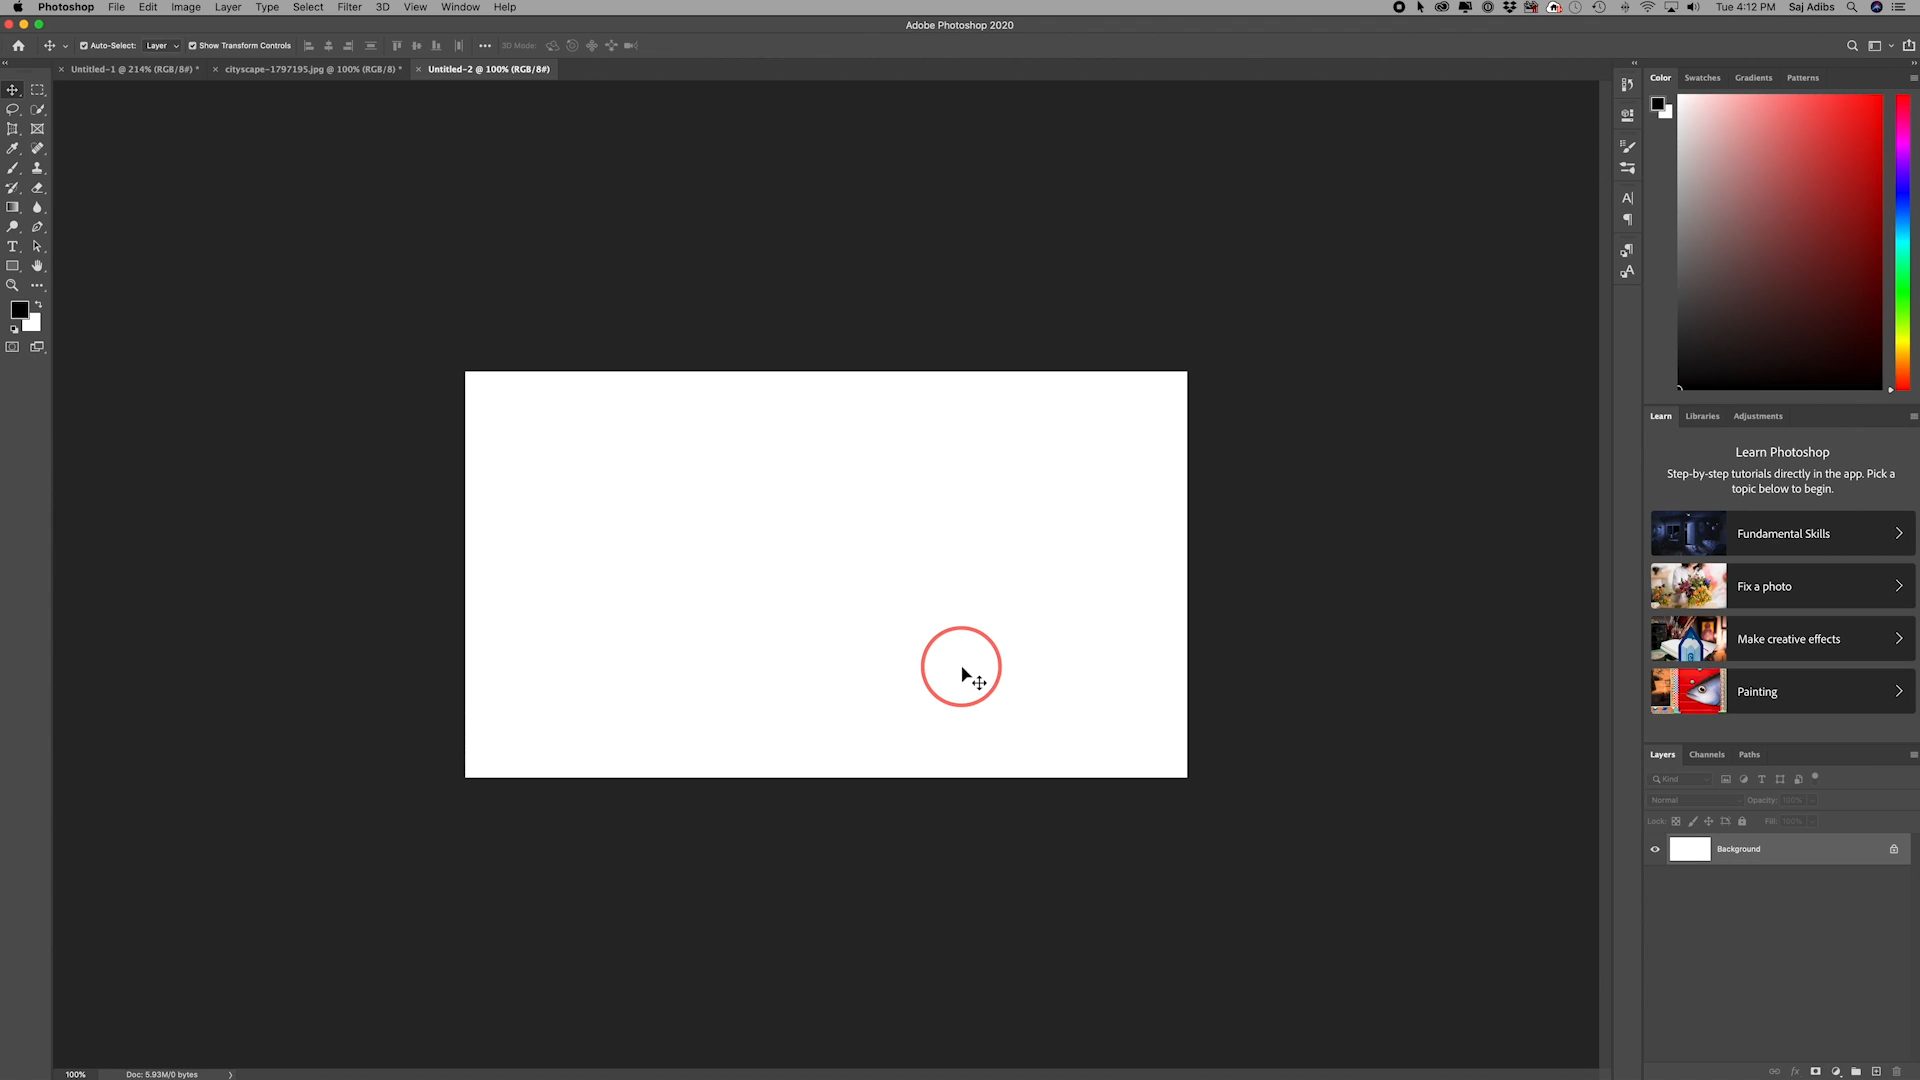 Photoshop File Edit Image Layer Type Select Filter 3D View Window Help Tue 4:12 PM Saj Adibs
Adobe Photoshop 2020
Auto-Select: Layer Show Transform Controls 3D Mode:
Untitled-1 @ 214% (RGB/8#) * cityscape-1797195.jpg @ 100% (RGB/8) * Untitled-2 @ 100% (RGB/8#)
Color Swatches Gradients Patterns
Learn Libraries Adjustments
Learn Photoshop
Step-by-step tutorials directly in the app. Pick a
topic below to begin.
Fundamental Skills
Fix a photo
Make creative effects
Painting
Layers Channels Paths
Kind
Normal Opacity: 100%
Lock: Fill: 100%
Background
100% Doc: 5.93M/0 bytes